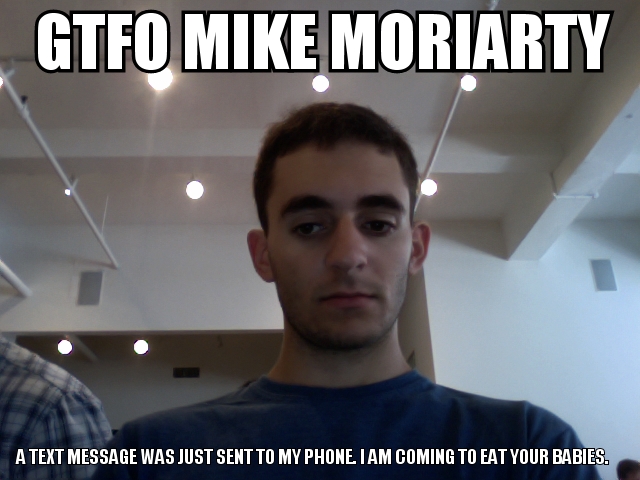 GTFO MIKE MORIARTY
A TEXT MESSAGE WAS JUST SENT TO MY PHONE. I AM COMING TO EAT YOUR BABIES.